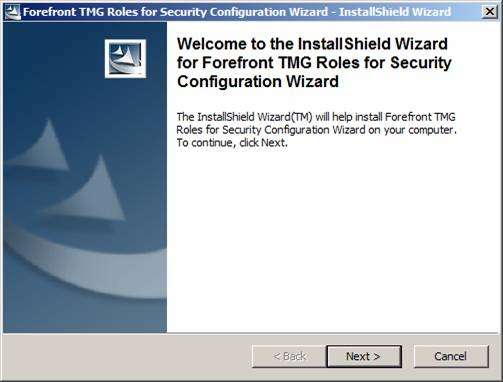 Forefront TMG Roles for Security Configuration Wizard - InstallShield Wizard
Welcome to the InstallShield Wizard
for Forefront TMG Roles for Security
Configuration Wizard
The InstallShield Wizard(TM) will help install Forefront TMG
Roles for Security Configuration Wizard on your computer.
To continue, click Next.
< Back
Next >
Cancel